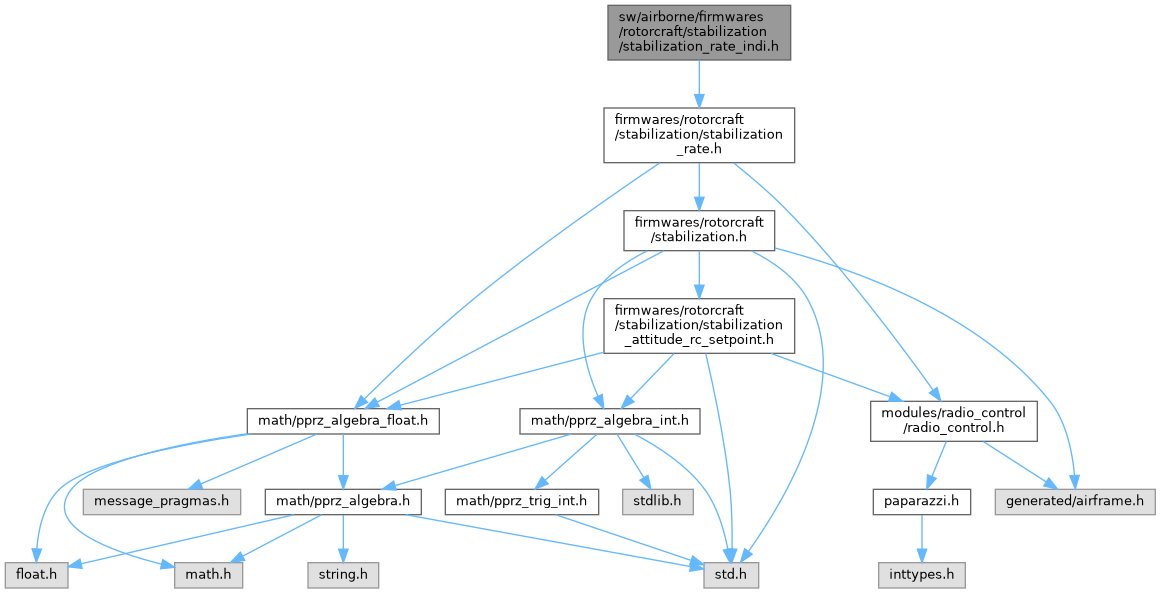 sw/airborne/firmwares
/rotorcraft/stabilization
/stabilization_rate_indi.h
firmwares/rotorcraft
/stabilization/stabilization
_rate.h
firmwares/rotorcraft
/stabilization.h
firmwares/rotorcraft
/stabilization/stabilization
_attitude_rc_setpoint.h
math/pprz_algebra_float.h
math/pprz_algebra_int.h
modules/radio_control
/radio_control.h
message_pragmas.h
math/pprz_algebra.h
math/pprz_trig_int.h
stdlib.h
paparazzi.h
generated/airframe.h
float.h
math.h
string.h
std.h
inttypes.h